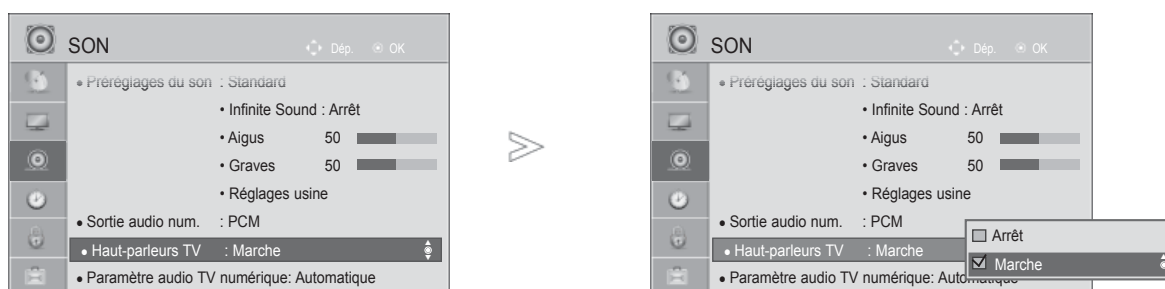 SON
Dép. OK
• Préréglages du son : Standard
• Infinite Sound : Arrêt
• Aigus 50
• Graves 50
• Réglages usine
• Sortie audio num. : PCM
• Haut-parleurs TV : Marche
• Paramètre audio TV numérique: Automatique
SON
Dép. OK
• Préréglages du son : Standard
• Infinite Sound : Arrêt
• Aigus 50
• Graves 50
• Réglages usine
• Sortie audio num. : PCM
• Haut-parleurs TV : Marche
• Paramètre audio TV numérique: Automatique
Arrêt
Marche